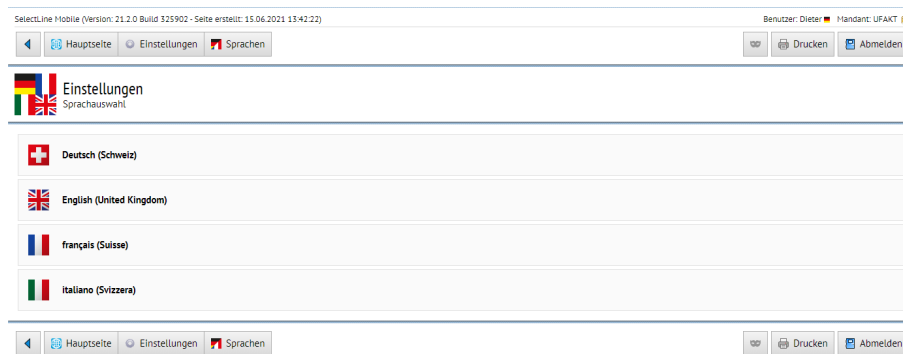 SelectLine Mobile (Version: 21.2.0 Build 325902 - Seite erstellt: 15.06.2021 13:42:22) Benutzer: Dieter Mandant: UFAKT
Hauptseite Einstellungen Sprachen Drucken Abmelden
Einstellungen
Sprachauswahl
Deutsch (Schweiz)
English (United Kingdom)
français (Suisse)
italiano (Svizzera)
Hauptseite Einstellungen Sprachen Drucken Abmelden